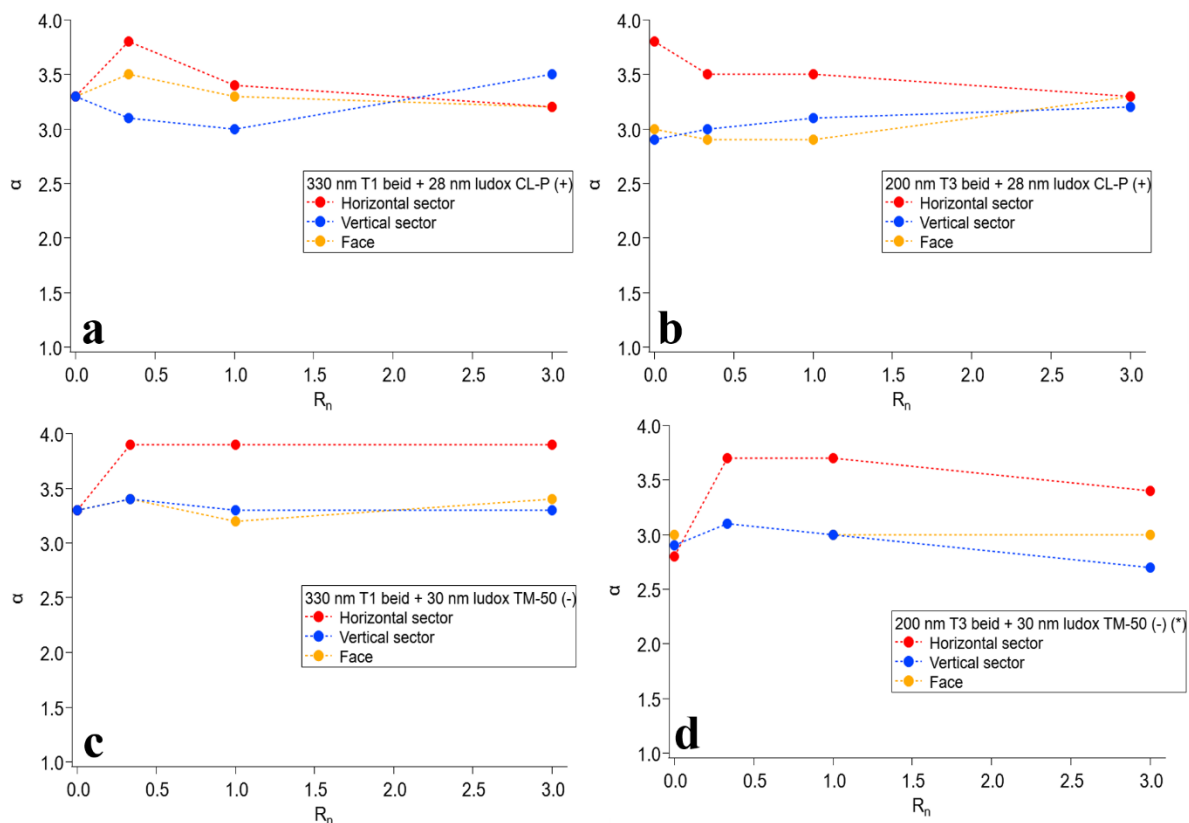 4.0
3.5
3.0
2.5
2.0
1.5
1.0
α
0.0
0.5
1.0
1.5
2.0
2.5
3.0
Rn
330 nm T1 beid + 28 nm ludox CL-P (+)
Horizontal sector
Vertical sector
Face
a
4.0
3.5
3.0
2.5
2.0
1.5
1.0
α
0.0
0.5
1.0
1.5
2.0
2.5
3.0
Rn
200 nm T3 beid + 28 nm ludox CL-P (+)
Horizontal sector
Vertical sector
Face
b
4.0
3.5
3.0
2.5
2.0
1.5
1.0
α
0.0
0.5
1.0
1.5
2.0
2.5
3.0
Rn
330 nm T1 beid + 30 nm ludox TM-50 (-)
Horizontal sector
Vertical sector
Face
c
4.0
3.5
3.0
2.5
2.0
1.5
1.0
α
0.0
0.5
1.0
1.5
2.0
2.5
3.0
Rn
200 nm T3 beid + 30 nm ludox TM-50 (-) (*)
Horizontal sector
Vertical sector
Face
d